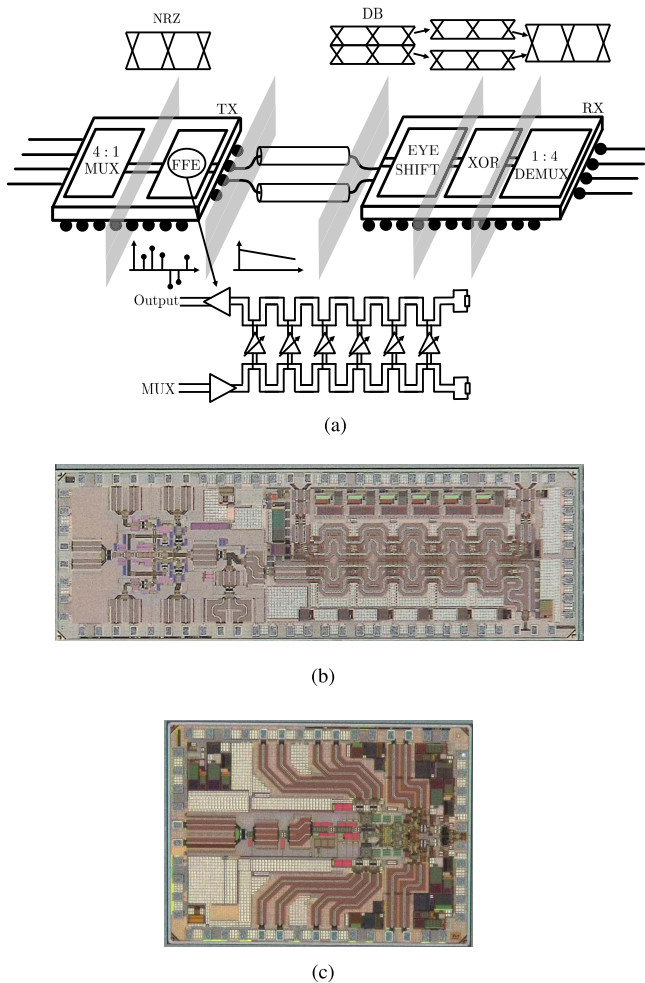 NRZ
DB
TX
RX
4 : 1
MUX
FFE
EYE
SHIFT
XOR
1 : 4
DEMUX
Output
MUX
(a)
(b)
(c)